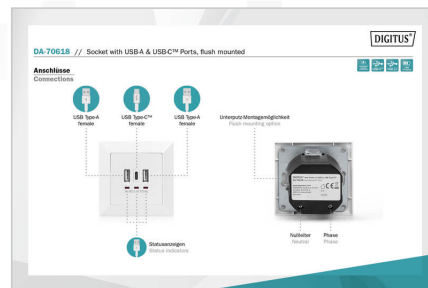 DIGITUS®
DA-70618 // Socket with USB-A & USB-C™ Ports, flush mounted
Anschlüsse
Connections
USB Type-A
female
USB Type-C™
female
USB Type-A
female
Unterputz-Montagemöglichkeit
Flush mounting option
Statusanzeigen
Status indicators
Nullleiter
Neutral
Phase
Phase